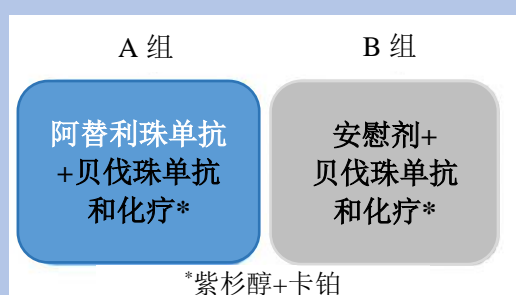 A 组
B 组
阿替利珠单抗
+贝伐珠单抗
和化疗*
安慰剂+
贝伐珠单抗
和化疗*
*紫杉醇+卡铂